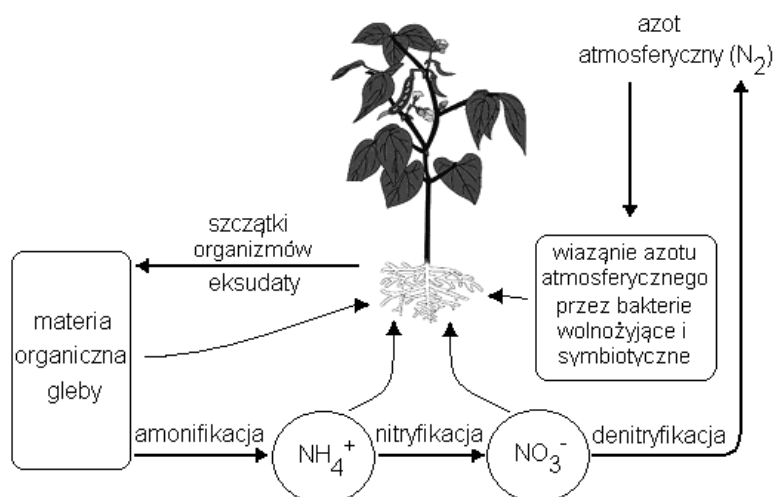 azot
atmosferyczny (N2)
szczątki
organizmów
eksudaty
wiaząnie azotu
atmosferycznego
przez bakterie
wolnożyjące i
symbiotyczne
materia
organiczna
gleby
amonifikacja
NH4+
nitryfikacja
NO3-
denitryfikacja